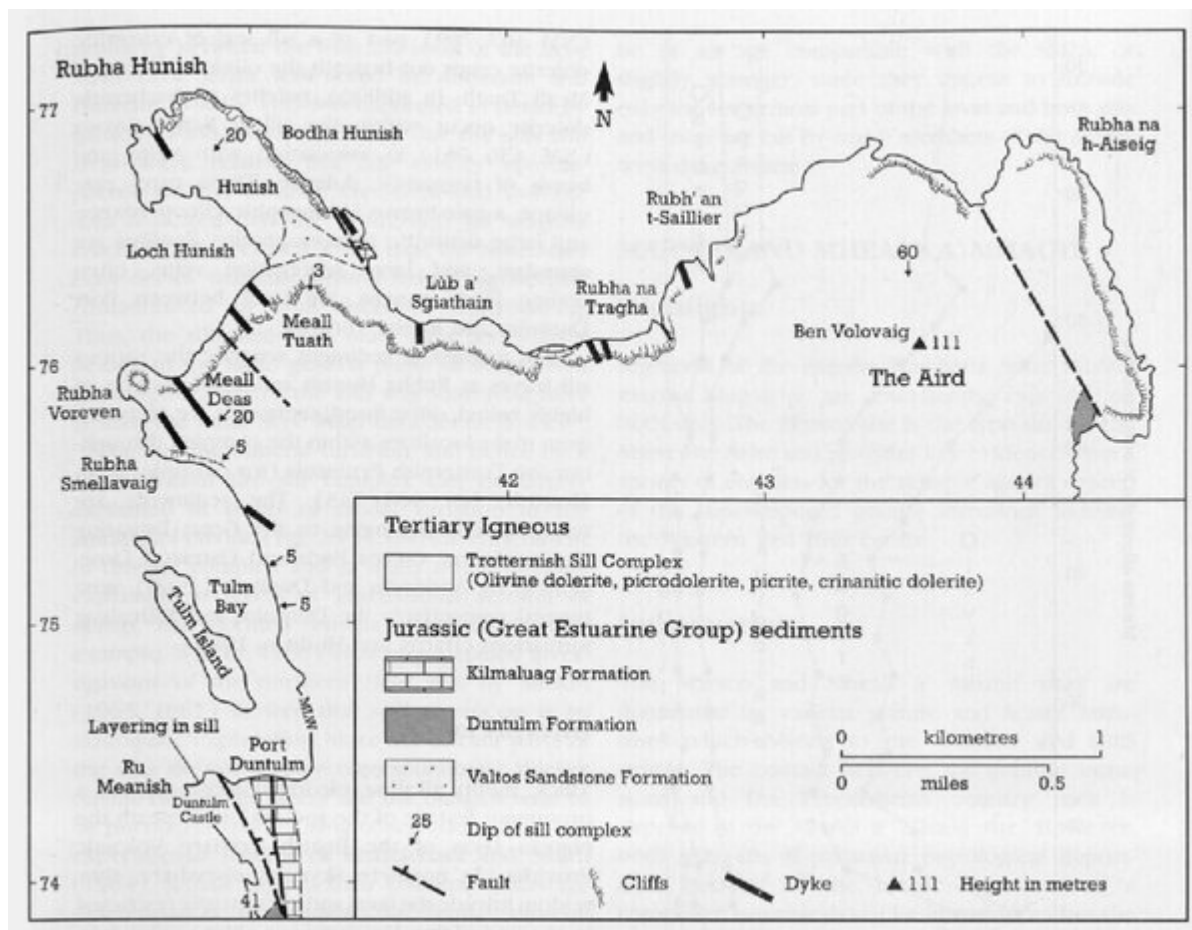 Rubha Hunish
77
N
20
Bodha Hunish
Rubha na
h-Aiseig
Hunish
Rubh' an
t-Saillier
Loch Hunish
3
60
Lùb a'
Sgiathain
Rubha na
Tragha
Meall
Tuath
Ben Volovaig
111
76
The Aird
Rubha
Voreven
Meall
Deas
20
5
Rubha
Smellavaig
42
43
44
Tertiary Igneous
Trotternish Sill Complex
(Olivine dolerite, picrodolerite, picrite, crinanitic dolerite)
5
Tulm
Bay
5
75
Tulm Island
Jurassic (Great Estuarine Group) sediments
Kilmaluag Formation
MLW
Layering in sill
Duntulm Formation
0 kilometres 1
Port
Duntulm
0 miles 0.5
Ru
Meanish
Valtos Sandstone Formation
Duntulm
Castle
28
Dip of sill complex
74
Fault
Cliffs
Dyke
111 Height in metres
41